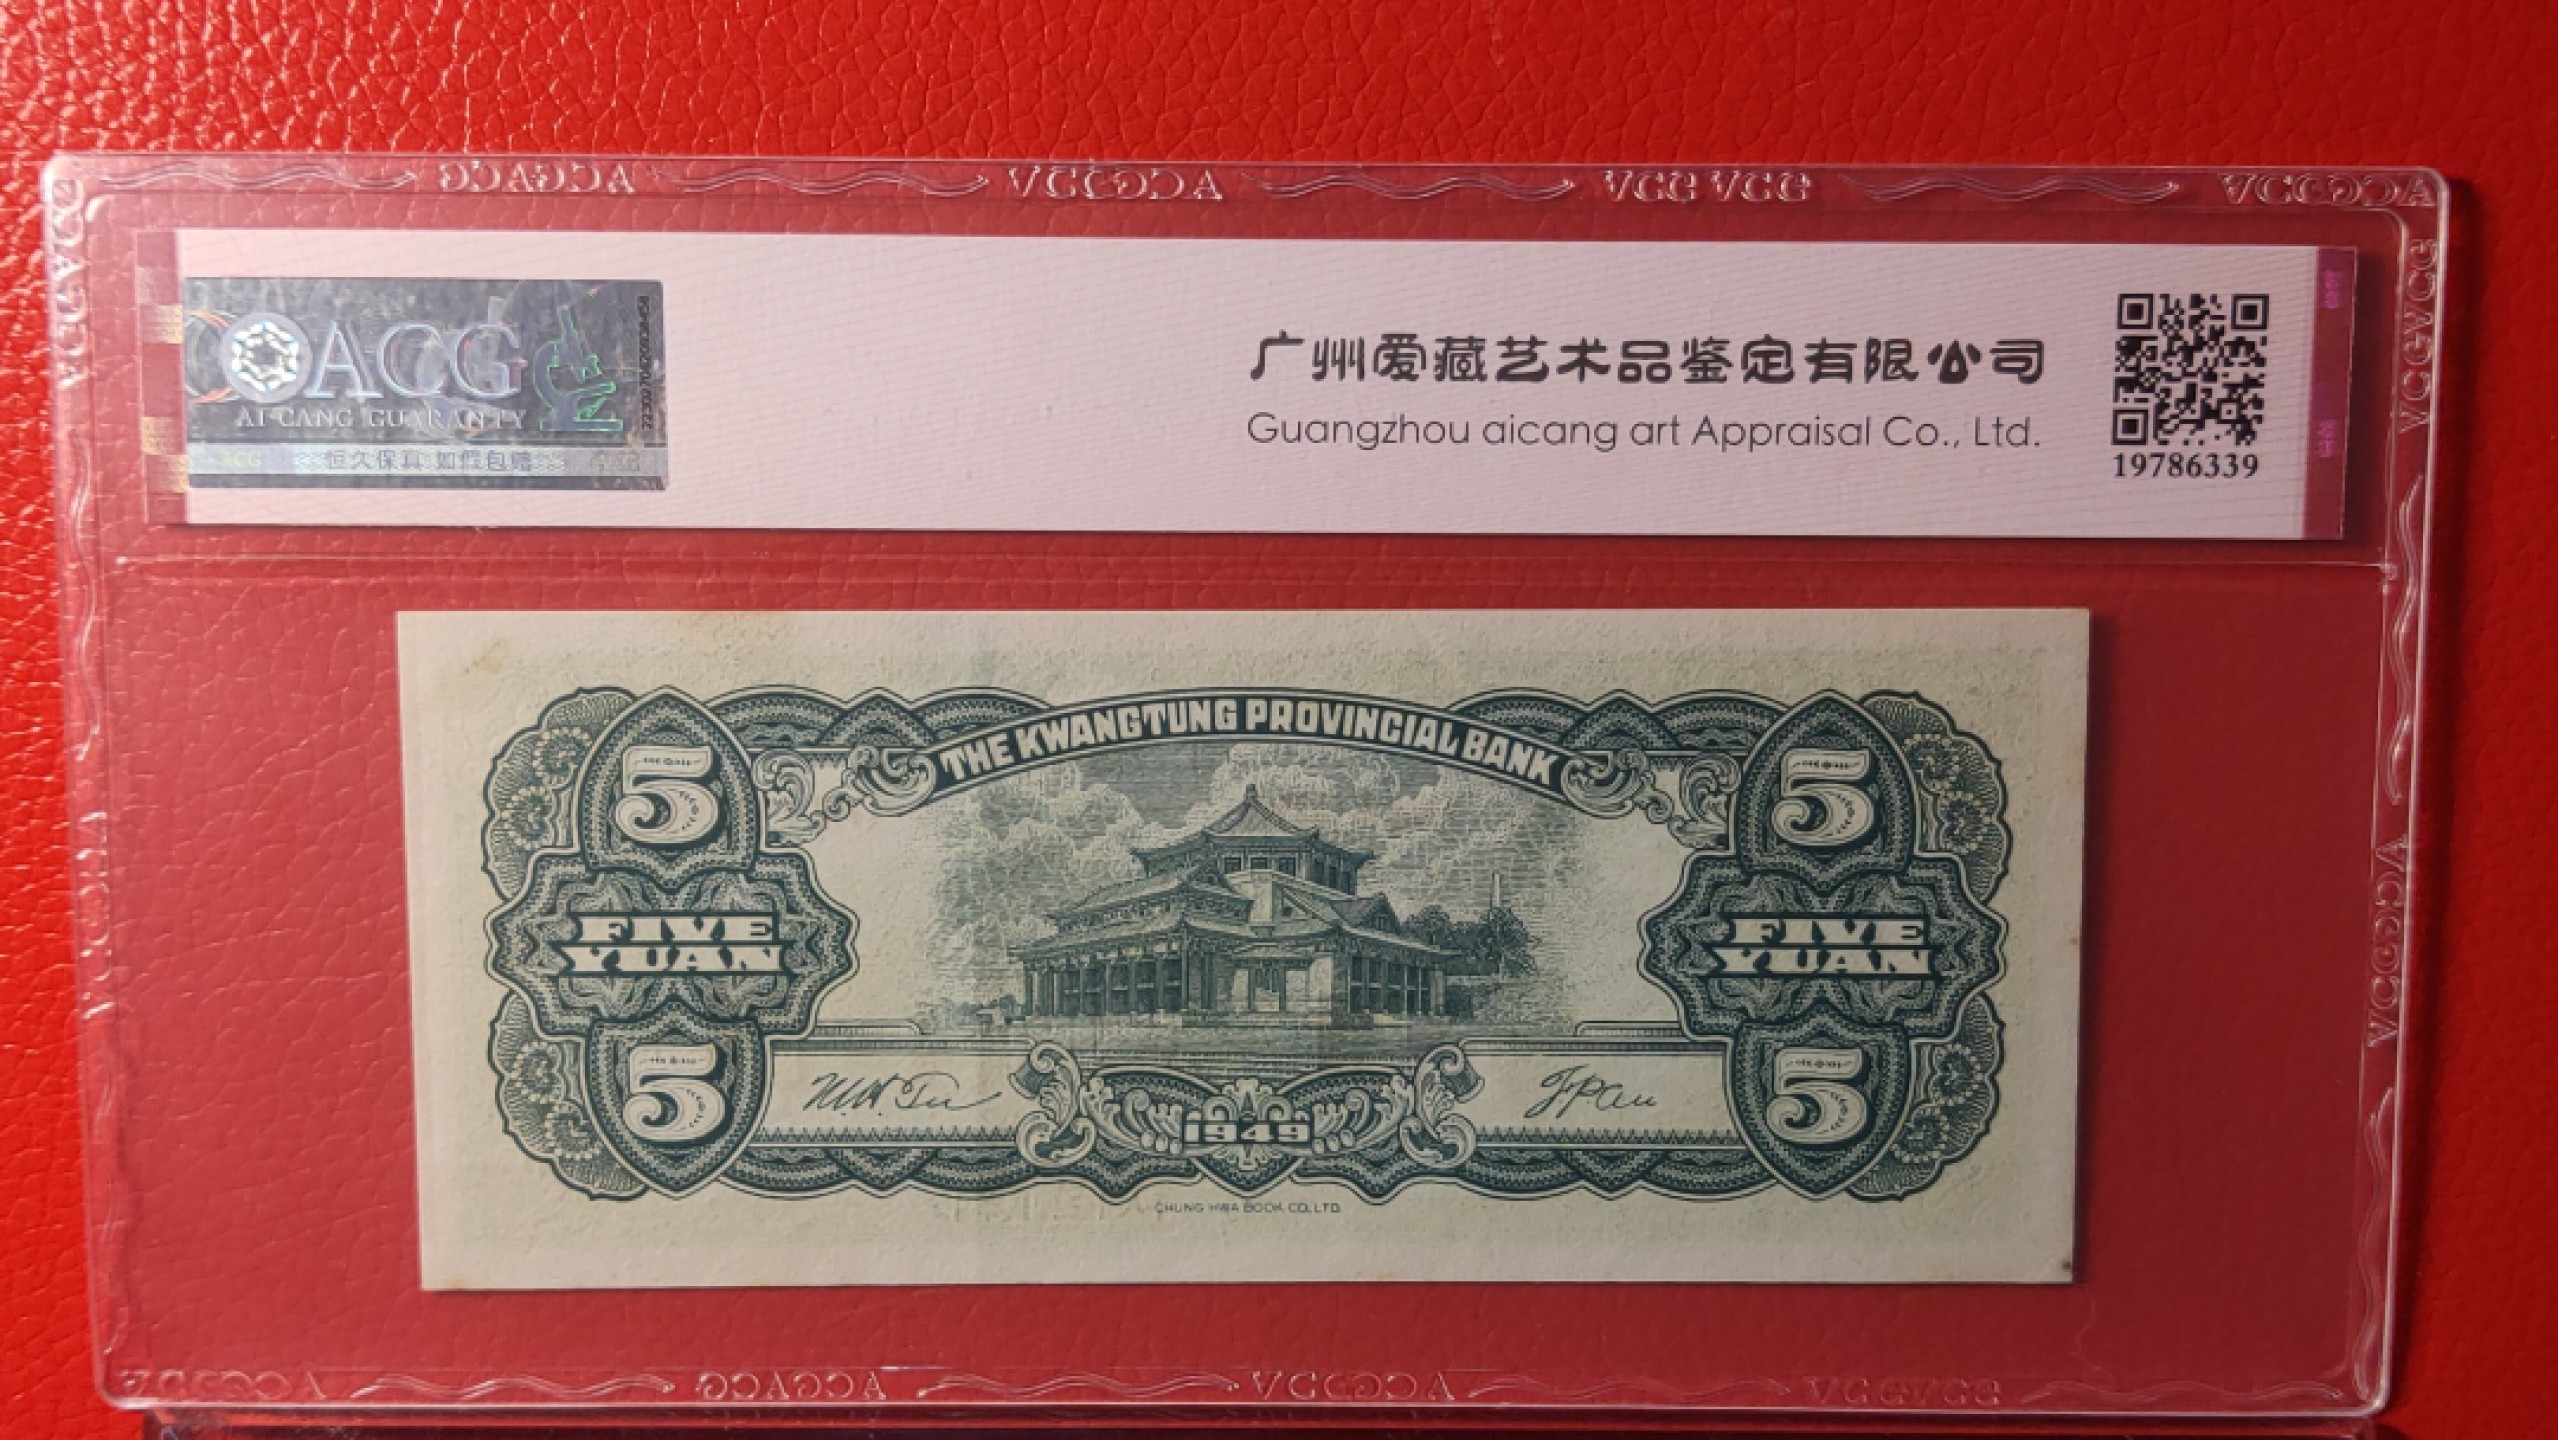 ACG
AI CANG GUARANTY
ACG 恒久保真 如假包赔 ACG
广州爱藏艺术品鉴定有限公司
Guangzhou aicang art Appraisal Co., Ltd.
19786339
THE KWANGTUNG PROVINCIAL BANK
5 5
FIVE YUAN FIVE YUAN
5 5
1949
CHUNG HWA BOOK CO., LTD.